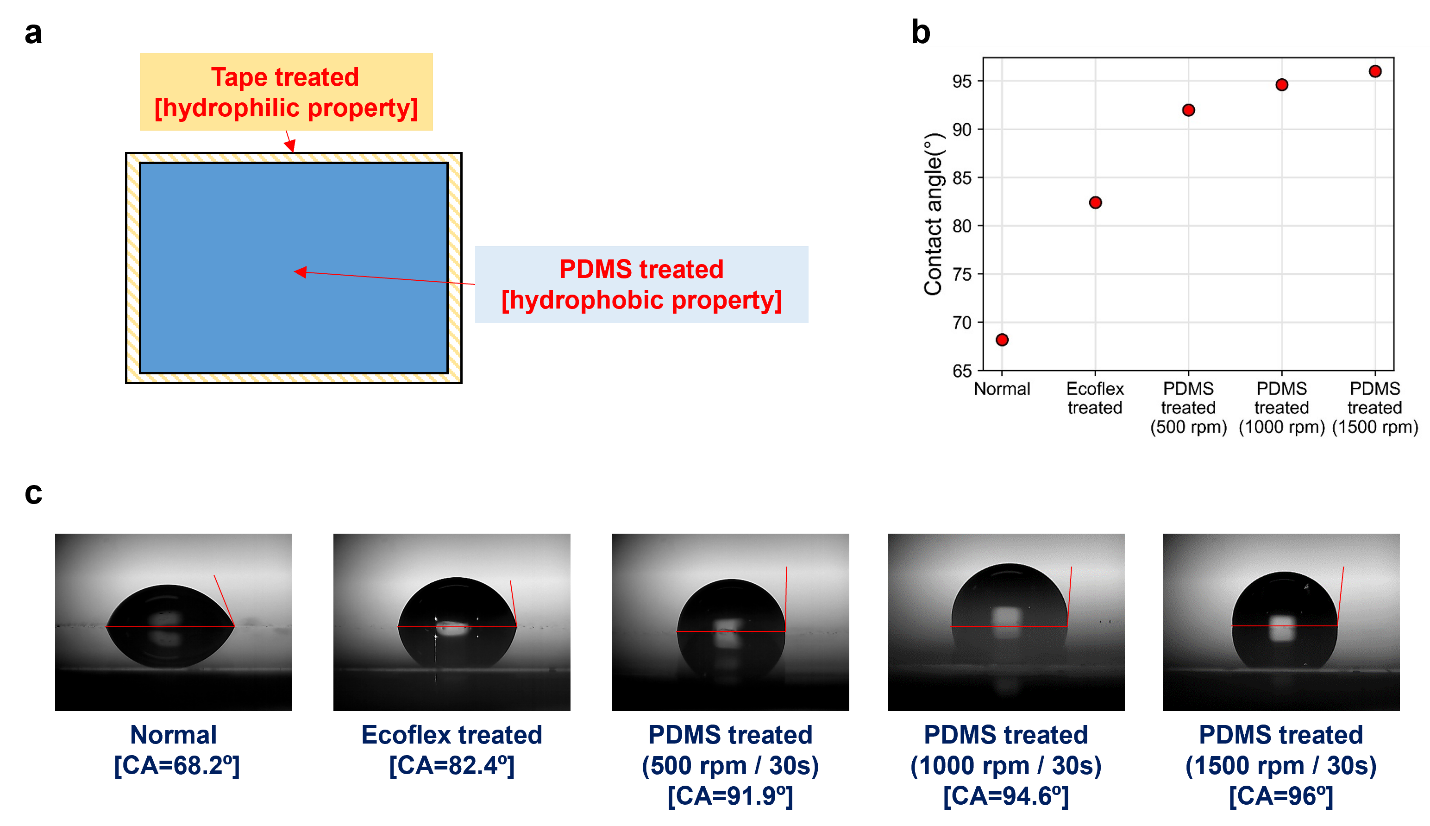 a
Tape treated
[hydrophilic property]
PDMS treated
[hydrophobic property]
b
Contact angle(°)
95
90
85
80
75
70
65
Normal
Ecoflex
treated
PDMS
treated
(500 rpm)
PDMS
treated
(1000 rpm)
PDMS
treated
(1500 rpm)
c
Normal
[CA=68.2º]
Ecoflex treated
[CA=82.4º]
PDMS treated
(500 rpm / 30s)
[CA=91.9º]
PDMS treated
(1000 rpm / 30s)
[CA=94.6º]
PDMS treated
(1500 rpm / 30s)
[CA=96º]